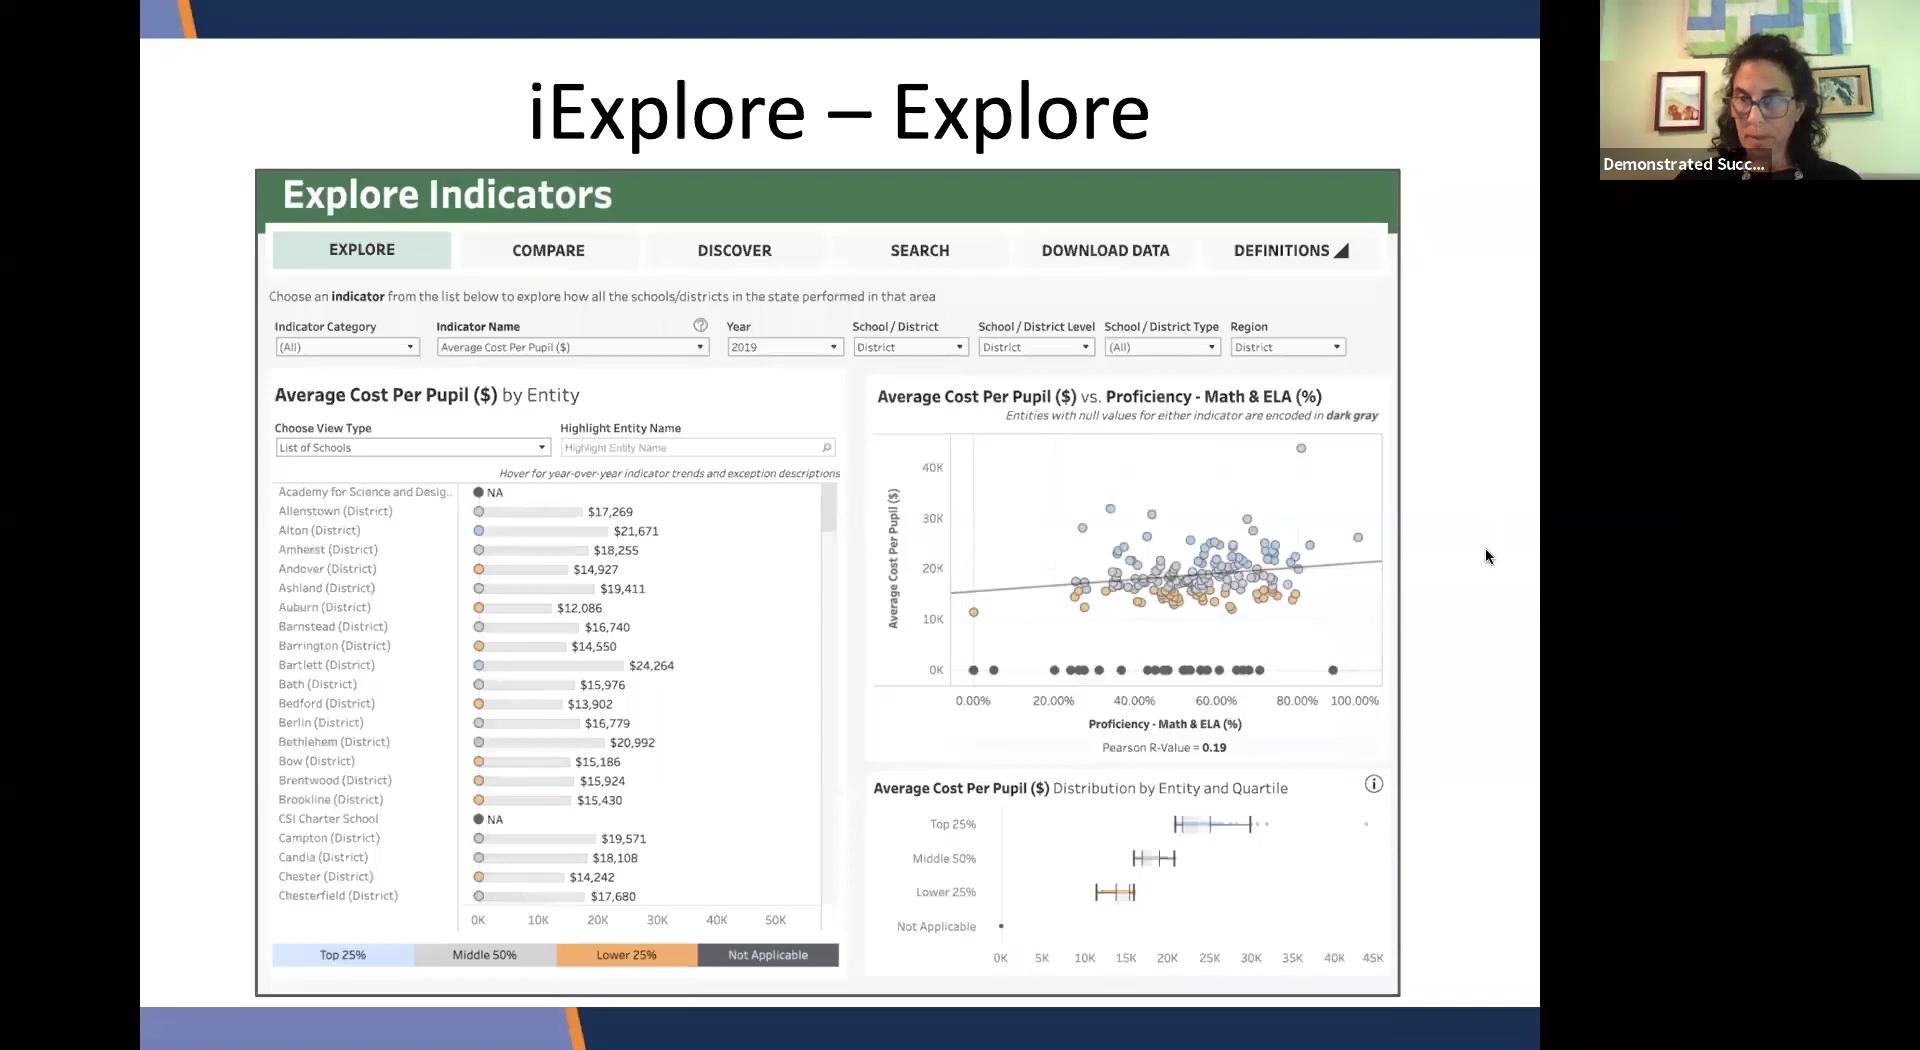 iExplore – Explore
Demonstrated Succ...
Explore Indicators
EXPLORE COMPARE DISCOVER SEARCH DOWNLOAD DATA DEFINITIONS
Choose an indicator from the list below to explore how all the schools/districts in the state performed in that area
Indicator Category Indicator Name ? Year School / District School / District Level School / District Type Region
(All) Average Cost Per Pupil ($) 2019 District District (All) District
Average Cost Per Pupil ($) by Entity
Choose View Type Highlight Entity Name
List of Schools Highlight Entity Name
Hover for year-over-year indicator trends and exception descriptions
Academy for Science and Desig.. NA
Allenstown (District) $17,269
Alton (District) $21,671
Amherst (District) $18,255
Andover (District) $14,927
Ashland (District) $19,411
Auburn (District) $12,086
Barnstead (District) $16,740
Barrington (District) $14,550
Bartlett (District) $24,264
Bath (District) $15,976
Bedford (District) $13,902
Berlin (District) $16,779
Bethlehem (District) $20,992
Bow (District) $15,186
Brentwood (District) $15,924
Brookline (District) $15,430
CSI Charter School NA
Campton (District) $19,571
Candia (District) $18,108
Chester (District) $14,242
Chesterfield (District) $17,680
0K 10K 20K 30K 40K 50K
Top 25% Middle 50% Lower 25% Not Applicable
Average Cost Per Pupil ($) vs. Proficiency - Math & ELA (%)
Entities with null values for either indicator are encoded in dark gray
Average Cost Per Pupil ($)
40K
30K
20K
10K
0K
0.00% 20.00% 40.00% 60.00% 80.00% 100.00%
Proficiency - Math & ELA (%)
Pearson R-Value = 0.19
Average Cost Per Pupil ($) Distribution by Entity and Quartile
Top 25%
Middle 50%
Lower 25%
Not Applicable
0K 5K 10K 15K 20K 25K 30K 35K 40K 45K